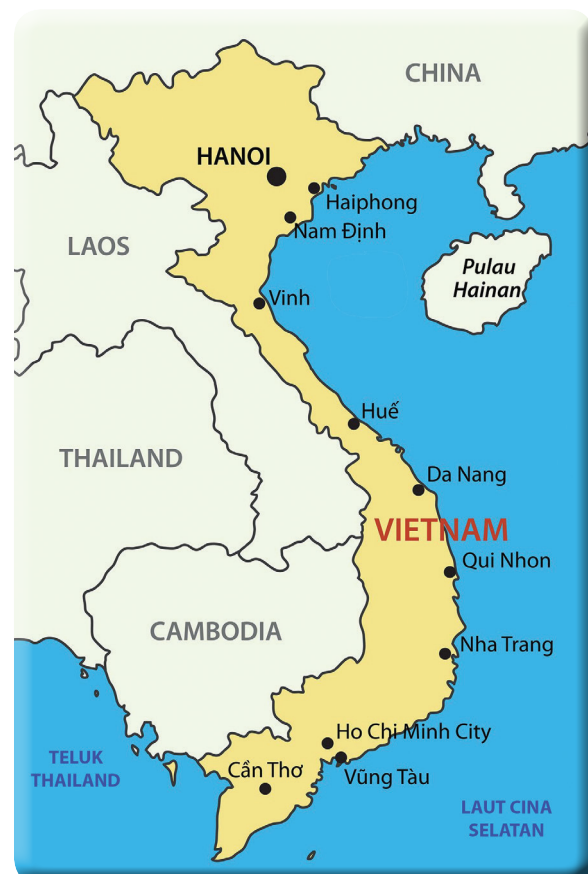 CHINA
HANOI
Haiphong
Nam Định
LAOS
Pulau
Hainan
Vinh
Huế
THAILAND
Da Nang
VIETNAM
Qui Nhon
CAMBODIA
Nha Trang
Ho Chi Minh City
TELUK
THAILAND
Cần Thơ
Vũng Tàu
LAUT CINA
SELATAN